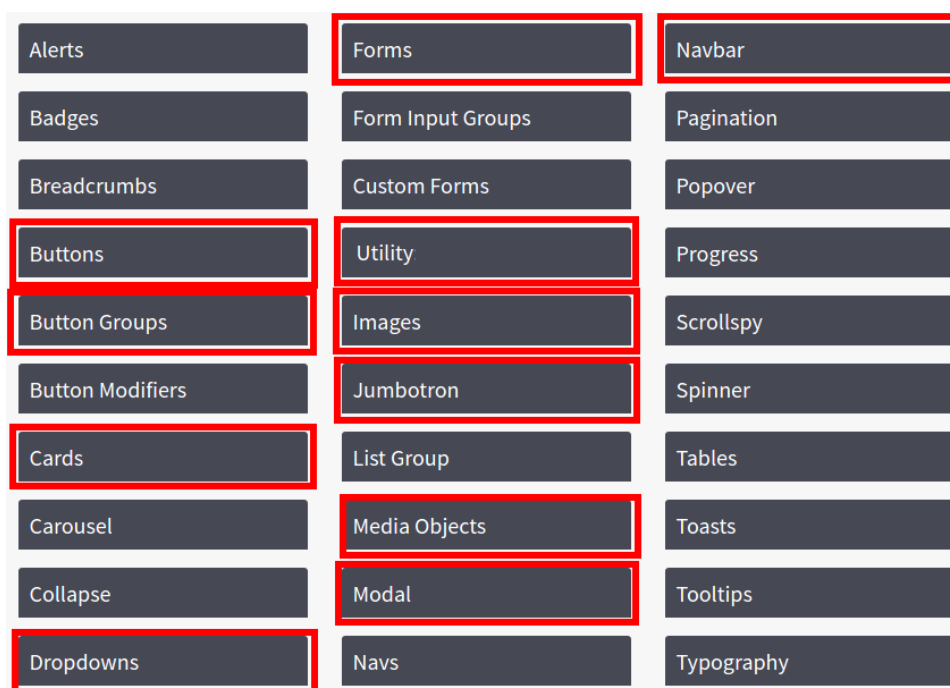 Alerts
Badges
Breadcrumbs
Buttons
Button Groups
Button Modifiers
Cards
Carousel
Collapse
Dropdowns
Forms
Form Input Groups
Custom Forms
Utility
Images
Jumbotron
List Group
Media Objects
Modal
Navs
Navbar
Pagination
Popover
Progress
Scrollspy
Spinner
Tables
Toasts
Tooltips
Typography